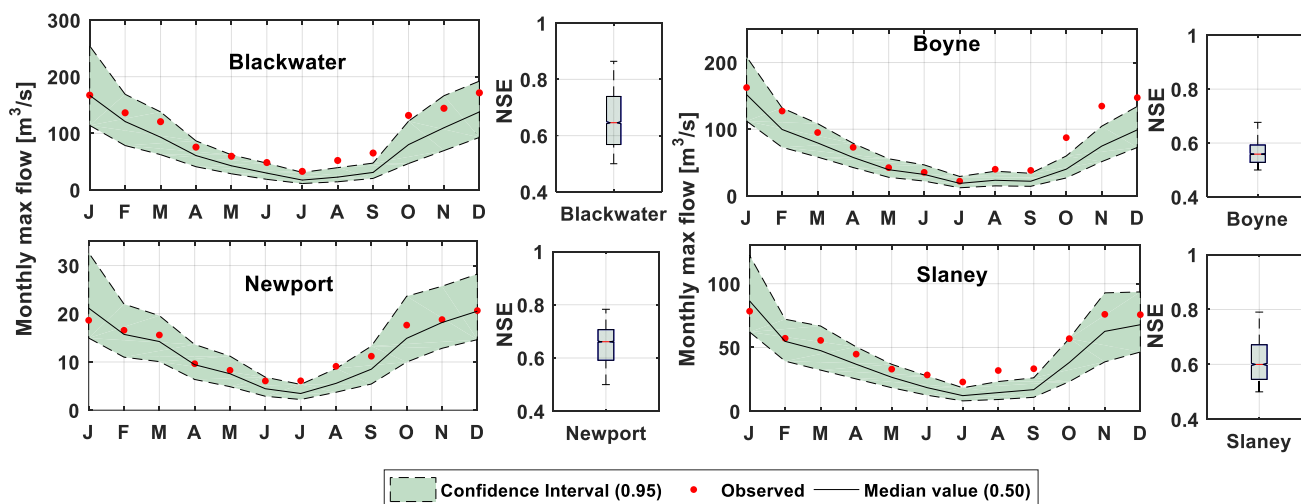 Monthly max flow [m³/s]
300
200
100
0
Blackwater
J F M A M J J A S O N D
NSE
1
0.8
0.6
0.4
Blackwater
Monthly max flow [m³/s]
200
100
0
Boyne
J F M A M J J A S O N D
NSE
1
0.8
0.6
0.4
Boyne
30
20
10
0
Newport
J F M A M J J A S O N D
NSE
1
0.8
0.6
0.4
Newport
100
50
0
Slaney
J F M A M J J A S O N D
NSE
1
0.8
0.6
0.4
Slaney
Confidence Interval (0.95) Observed Median value (0.50)